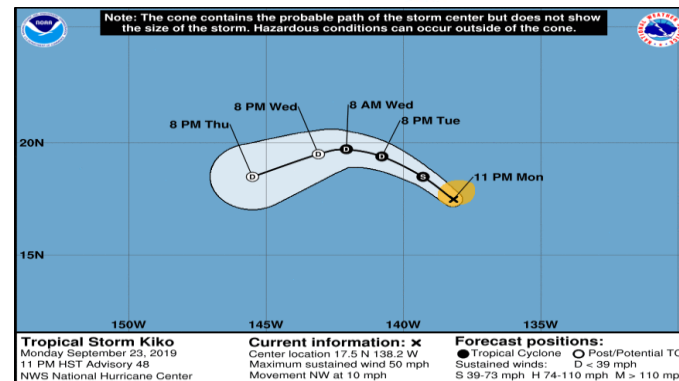 Note: The cone contains the probable path of the storm center but does not show
the size of the storm. Hazardous conditions can occur outside of the cone.
NOAA
8 PM Wed
8 AM Wed
8 PM Thu
8 PM Tue
20N
D
D
D
D
S
11 PM Mon
15N
150W
145W
140W
135W
Tropical Storm Kiko
Monday September 23, 2019
11 PM HST Advisory 48
NWS National Hurricane Center
Current information: x
Center location 17.5 N 138.2 W
Maximum sustained wind 50 mph
Movement NW at 10 mph
Forecast positions:
Tropical Cyclone Post/Potential TC
Sustained winds: D < 39 mph
S 39-73 mph H 74-110 mph M > 110 mp